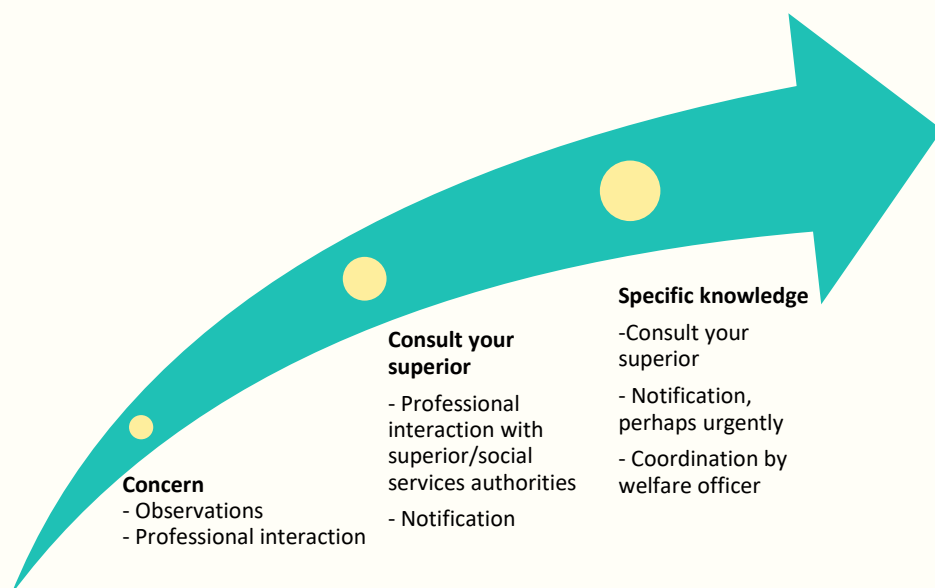 Concern
- Observations
- Professional interaction
Consult your
superior
- Professional
interaction with
superior/social
services authorities
- Notification
Specific knowledge
-Consult your
superior
- Notification,
perhaps urgently
- Coordination by
welfare officer